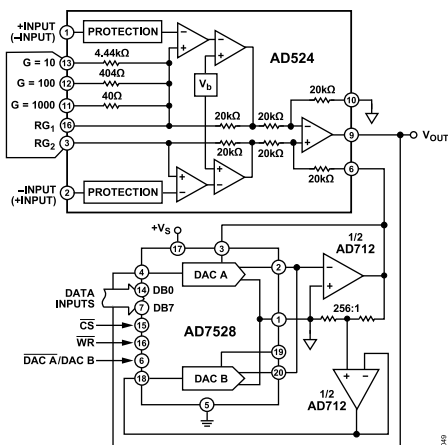 +INPUT
(–INPUT)
1
PROTECTION
AD524
4.44kΩ
G = 10
13
404Ω
G = 100
12
Vb
40Ω
G = 1000
11
20kΩ
10
RG1
16
20kΩ
20kΩ
9
VOUT
RG2
3
20kΩ
20kΩ
20kΩ
6
–INPUT
(+INPUT)
2
PROTECTION
+VS
17
3
1/2
AD712
4
DAC A
2
DATA
INPUTS
14
DB0
7
DB7
1
256:1
CS
15
AD7528
WR
16
19
DAC A/DAC B
6
20
18
DAC B
1/2
AD712
5